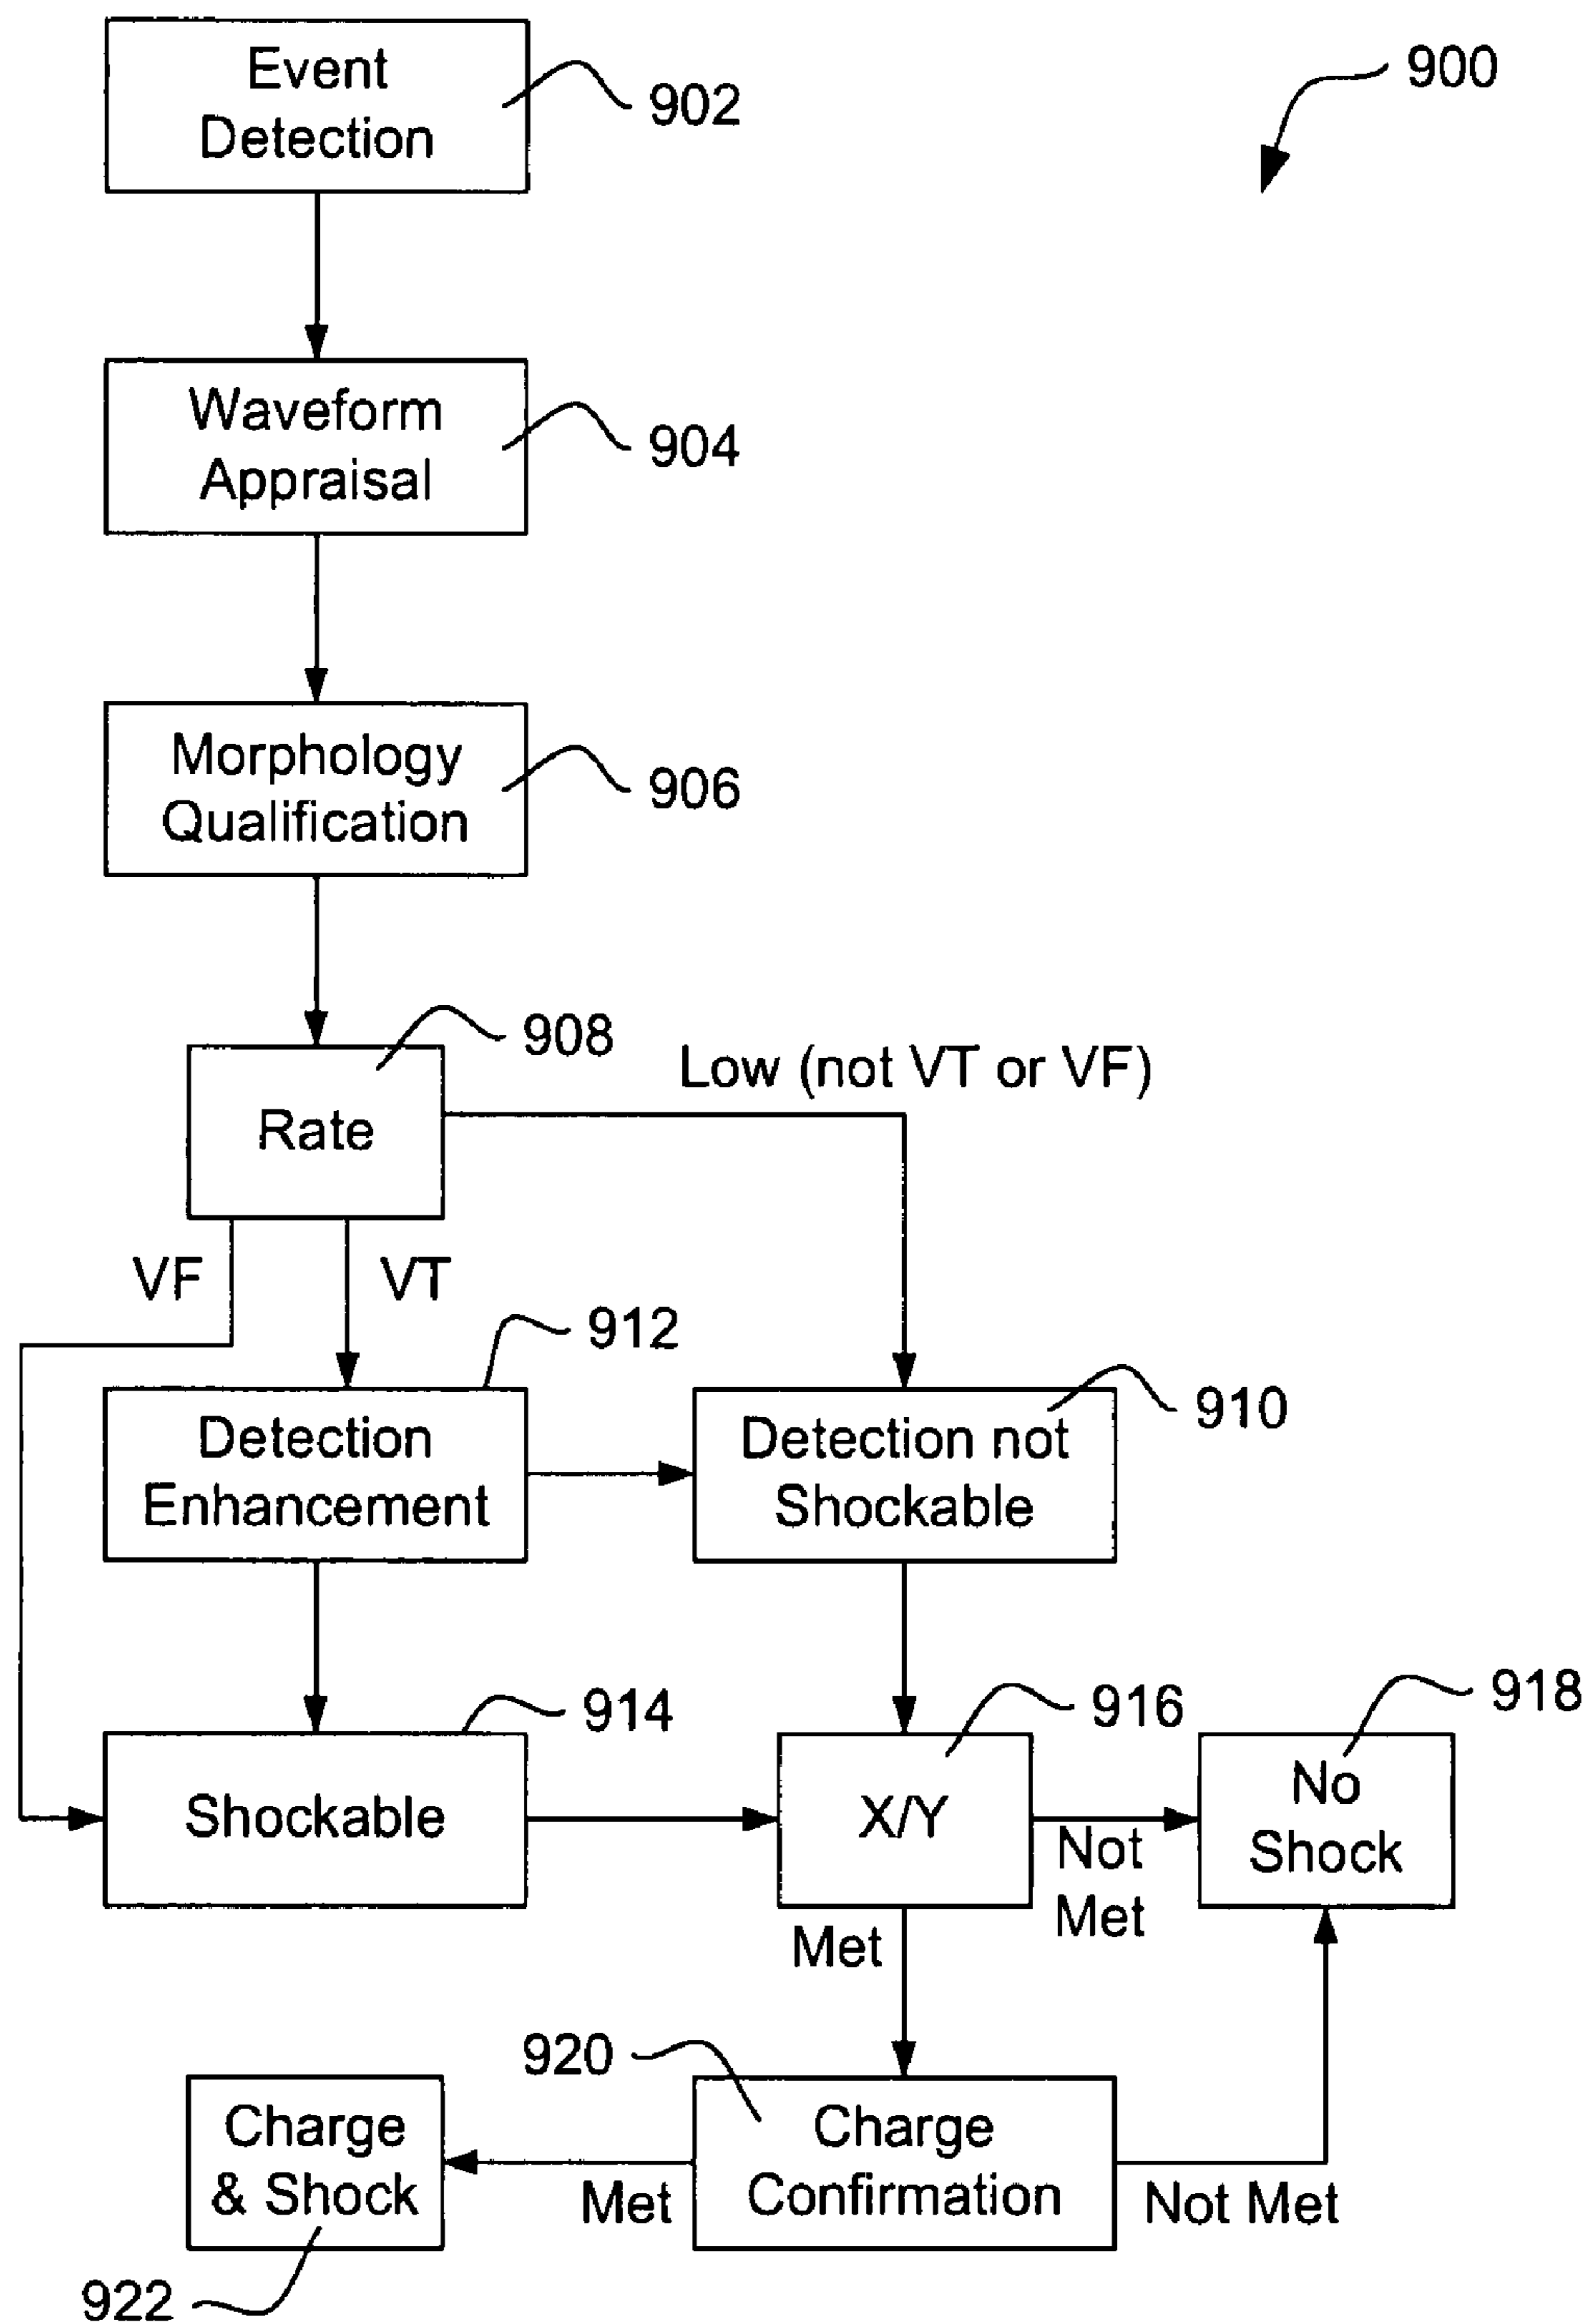 Event
Detection
902
900
Waveform
Appraisal
904
Morphology
Qualification
906
908
Rate
Low (not VT or VF)
VF
VT
912
Detection
Enhancement
Detection not
Shockable
910
914
Shockable
916
X/Y
918
No
Shock
Not
Met
Met
920
Charge
& Shock
Met
Charge
Confirmation
Not Met
922